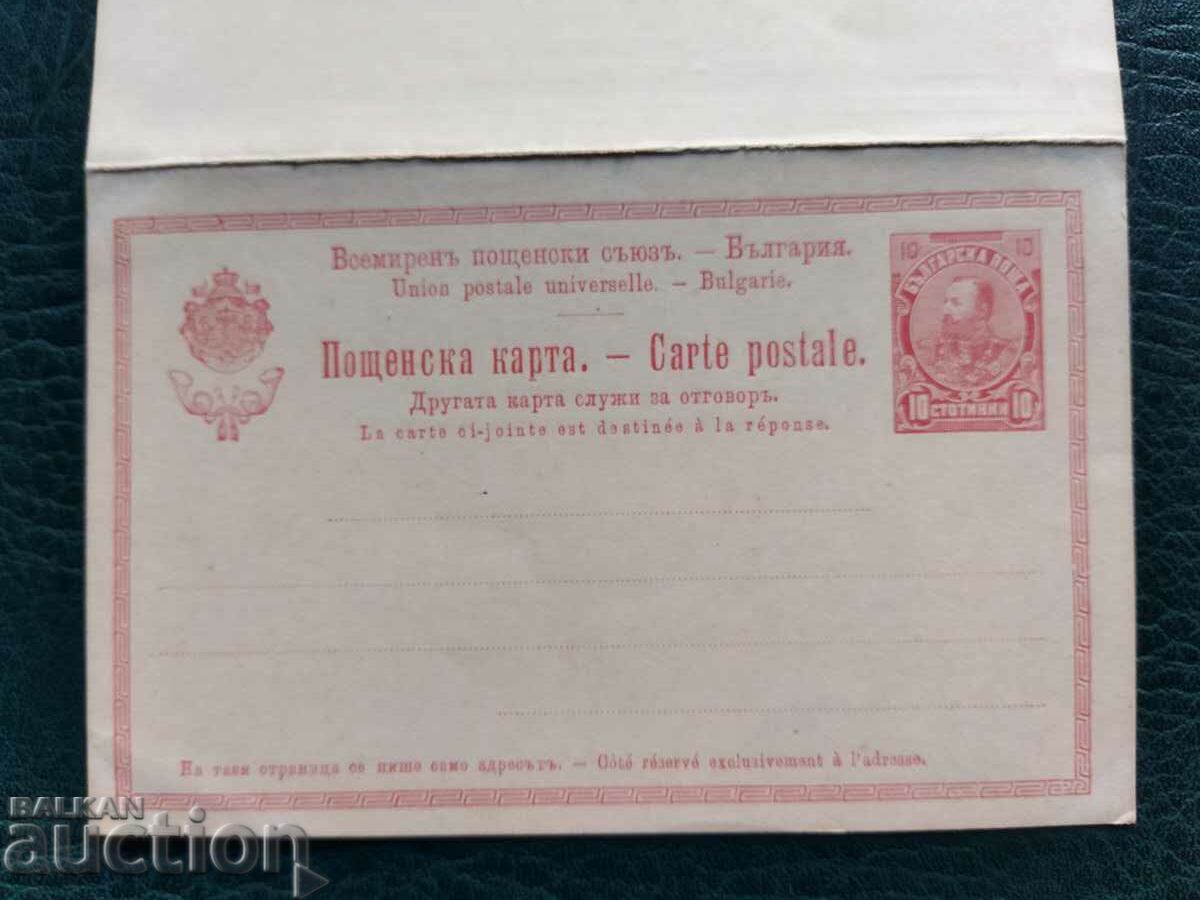 Всемиренъ пощенски съюзъ. — България.
Union postale universelle. — Bulgarie.
Пощенска карта. — Carte postale.
Другата карта служи за отговоръ.
La carte ci-jointe est destinée à la réponse.
10 10
БЪЛГАРСКА ПОЩА
10 СТОТИНКИ 10
На тази страница се пише само адресътъ. — Côté réservé exclusivement à l'adresse.
BALKAN
auction